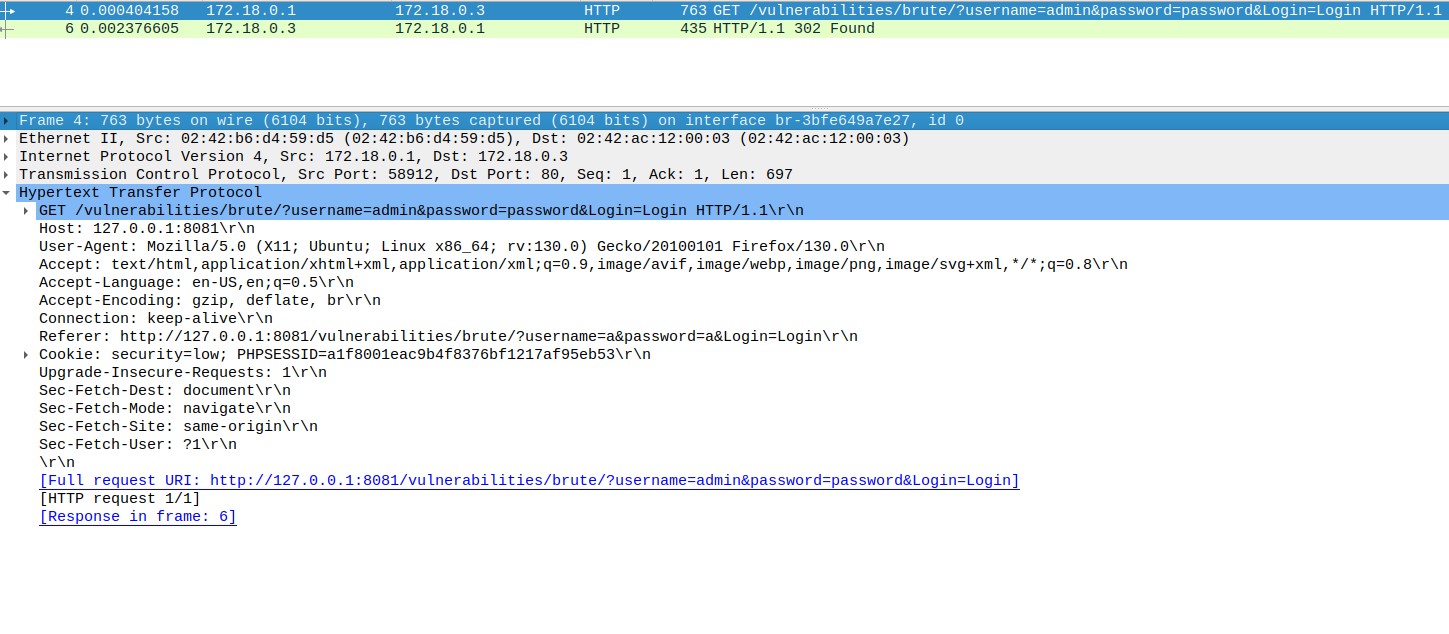 4 0.000404158 172.18.0.1 172.18.0.3 HTTP 763 GET /vulnerabilities/brute/?username=admin&password=password&Login=Login HTTP/1.1
6 0.002376605 172.18.0.3 172.18.0.1 HTTP 435 HTTP/1.1 302 Found
Frame 4: 763 bytes on wire (6104 bits), 763 bytes captured (6104 bits) on interface br-3bfe649a7e27, id 0
Ethernet II, Src: 02:42:b6:d4:59:d5 (02:42:b6:d4:59:d5), Dst: 02:42:ac:12:00:03 (02:42:ac:12:00:03)
Internet Protocol Version 4, Src: 172.18.0.1, Dst: 172.18.0.3
Transmission Control Protocol, Src Port: 58912, Dst Port: 80, Seq: 1, Ack: 1, Len: 697
Hypertext Transfer Protocol
GET /vulnerabilities/brute/?username=admin&password=password&Login=Login HTTP/1.1\r\n
Host: 127.0.0.1:8081\r\n
User-Agent: Mozilla/5.0 (X11; Ubuntu; Linux x86_64; rv:130.0) Gecko/20100101 Firefox/130.0\r\n
Accept: text/html,application/xhtml+xml,application/xml;q=0.9,image/avif,image/webp,image/png,image/svg+xml,*/*;q=0.8\r\n
Accept-Language: en-US,en;q=0.5\r\n
Accept-Encoding: gzip, deflate, br\r\n
Connection: keep-alive\r\n
Referer: http://127.0.0.1:8081/vulnerabilities/brute/?username=a&password=a&Login=Login\r\n
Cookie: security=low; PHPSESSID=a1f8001eac9b4f8376bf1217af95eb53\r\n
Upgrade-Insecure-Requests: 1\r\n
Sec-Fetch-Dest: document\r\n
Sec-Fetch-Mode: navigate\r\n
Sec-Fetch-Site: same-origin\r\n
Sec-Fetch-User: ?1\r\n
\r\n
[Full request URI: http://127.0.0.1:8081/vulnerabilities/brute/?username=admin&password=password&Login=Login]
[HTTP request 1/1]
[Response in frame: 6]